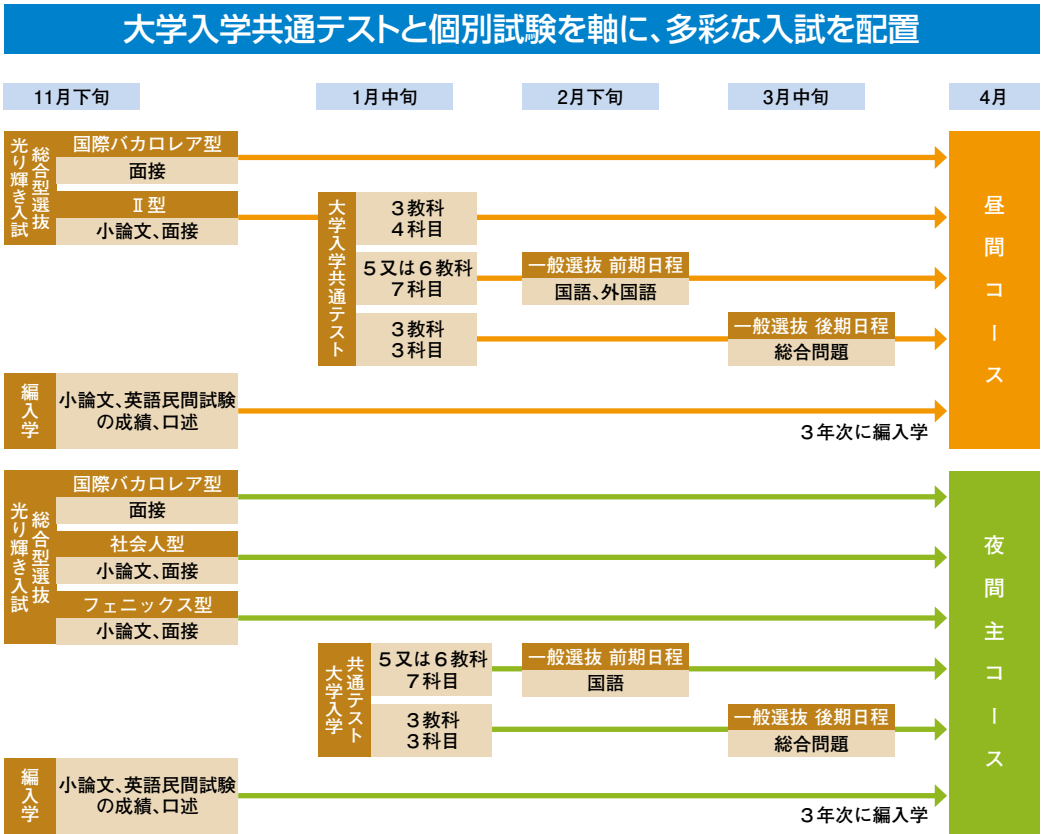 大学入学共通テストと個別試験を軸に、多彩な入試を配置
11月下旬
1月中旬
2月下旬
3月中旬
4月
総合型選抜
光り輝き入試
国際バカロレア型
面接
Ⅱ型
小論文、面接
大学入学共通テスト
3教科
4科目
5又は6教科
7科目
一般選抜 前期日程
国語、外国語
3教科
3科目
一般選抜 後期日程
総合問題
編入学
小論文、英語民間試験
の成績、口述
3年次に編入学
昼間コース
総合型選抜
光り輝き入試
国際バカロレア型
面接
社会人型
小論文、面接
フェニックス型
小論文、面接
大学入学
共通テスト
5又は6教科
7科目
一般選抜 前期日程
国語
3教科
3科目
一般選抜 後期日程
総合問題
編入学
小論文、英語民間試験
の成績、口述
3年次に編入学
夜間主コース